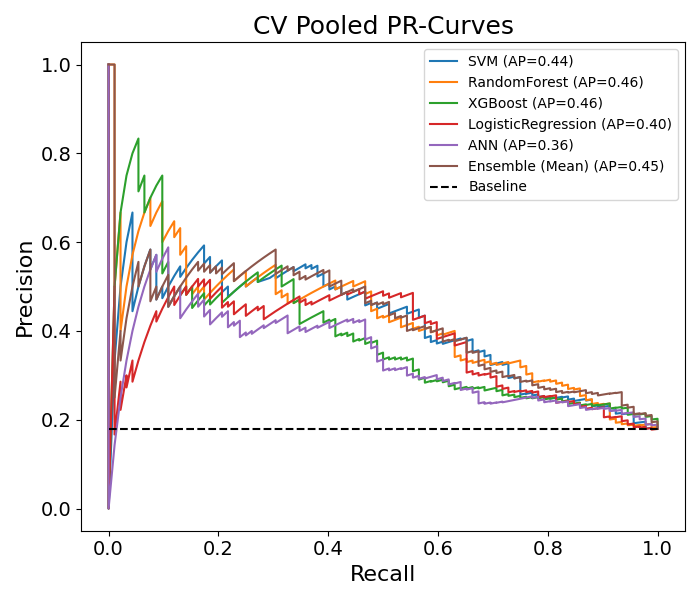 CV Pooled PR-Curves
SVM (AP=0.44)
RandomForest (AP=0.46)
XGBoost (AP=0.46)
LogisticRegression (AP=0.40)
ANN (AP=0.36)
Ensemble (Mean) (AP=0.45)
Baseline
Precision
1.0
0.8
0.6
0.4
0.2
0.0
0.0 0.2 0.4 0.6 0.8 1.0
Recall